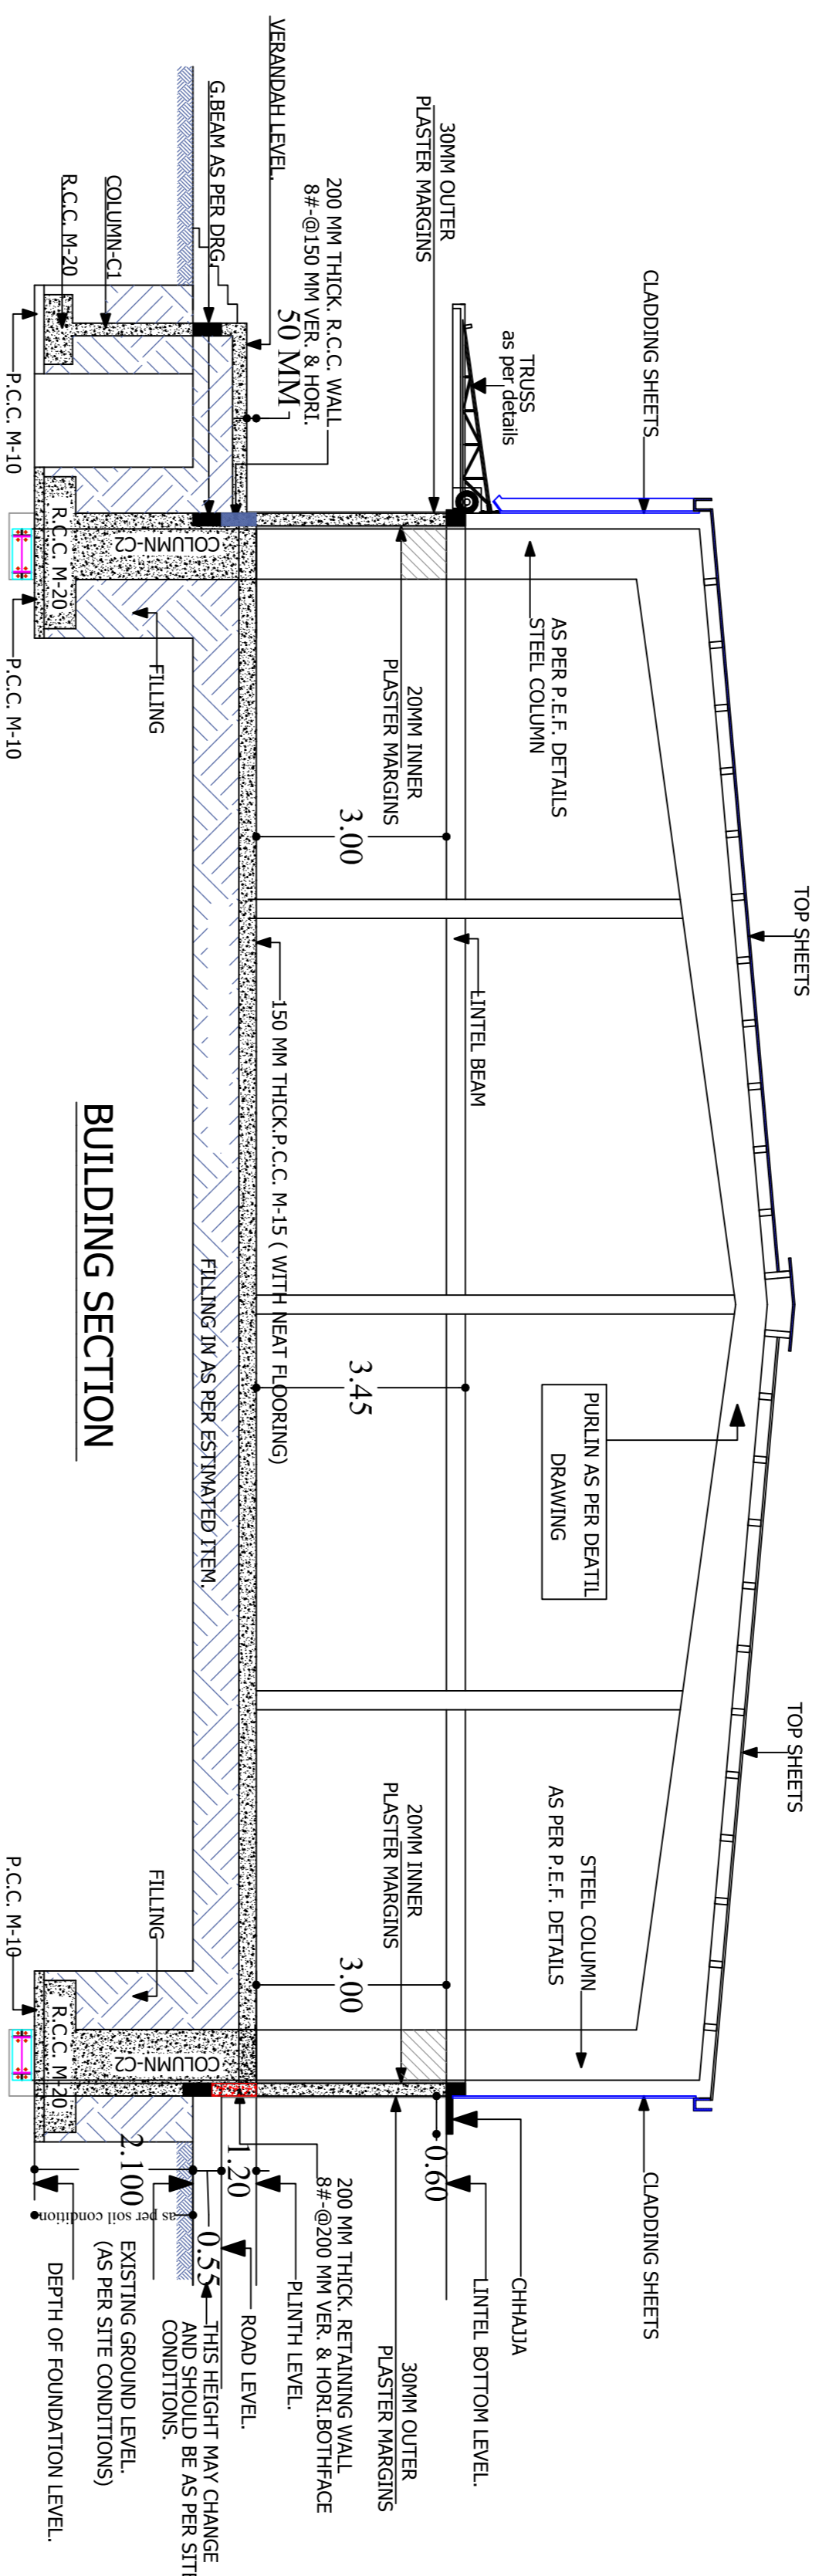 TOP SHEETS
TOP SHEETS
CLADDING SHEETS
CLADDING SHEETS
PURLIN AS PER DEATIL
DRAWING
AS PER P.E.F. DETAILS
STEEL COLUMN
STEEL COLUMN
AS PER P.E.F. DETAILS
TRUSS
as per details
CHHAJJA
LINTEL BEAM
LINTEL BOTTOM LEVEL.
30MM OUTER
PLASTER MARGINS
20MM INNER
PLASTER MARGINS
20MM INNER
PLASTER MARGINS
0.60
30MM OUTER
PLASTER MARGINS
3.00
3.45
3.00
200 MM THICK. R.C.C. WALL
8#-@150 MM VER. & HORI.
50 MM
200 MM THICK. RETAINING WALL
8#-@200 MM VER. & HORI.BOTHFACE
VERANDAH LEVEL.
150 MM THICK.P.C.C. M-15 ( WITH NEAT FLOORING)
PLINTH LEVEL.
1.20
ROAD LEVEL.
G.BEAM AS PER DRG.
FILLING IN AS PER ESTIMATED ITEM.
0.55
THIS HEIGHT MAY CHANGE
AND SHOULD BE AS PER SITE
CONDITIONS.
COLUMN-C2
COLUMN-C2
FILLING
FILLING
2.100
as per soil condition
EXISTING GROUND LEVEL.
(AS PER SITE CONDITIONS)
COLUMN-C1
R.C.C. M-20
R.C.C. M-20
R.C.C. M-20
DEPTH OF FOUNDATION LEVEL.
P.C.C. M-10
P.C.C. M-10
P.C.C. M-10
BUILDING SECTION